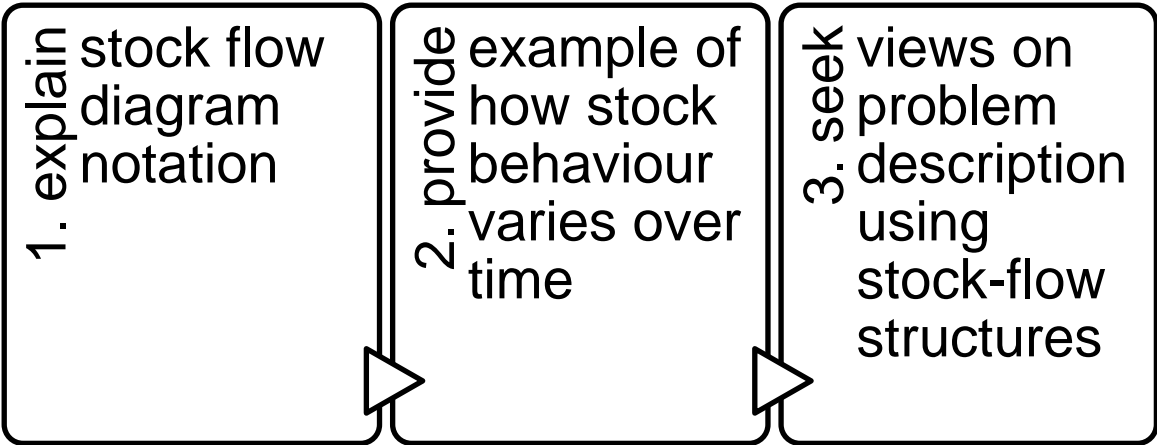 1. explain
stock flow
diagram
notation
2. provide
example of
how stock
behaviour
varies over
time
3. seek
views on
problem
description
using
stock-flow
structures